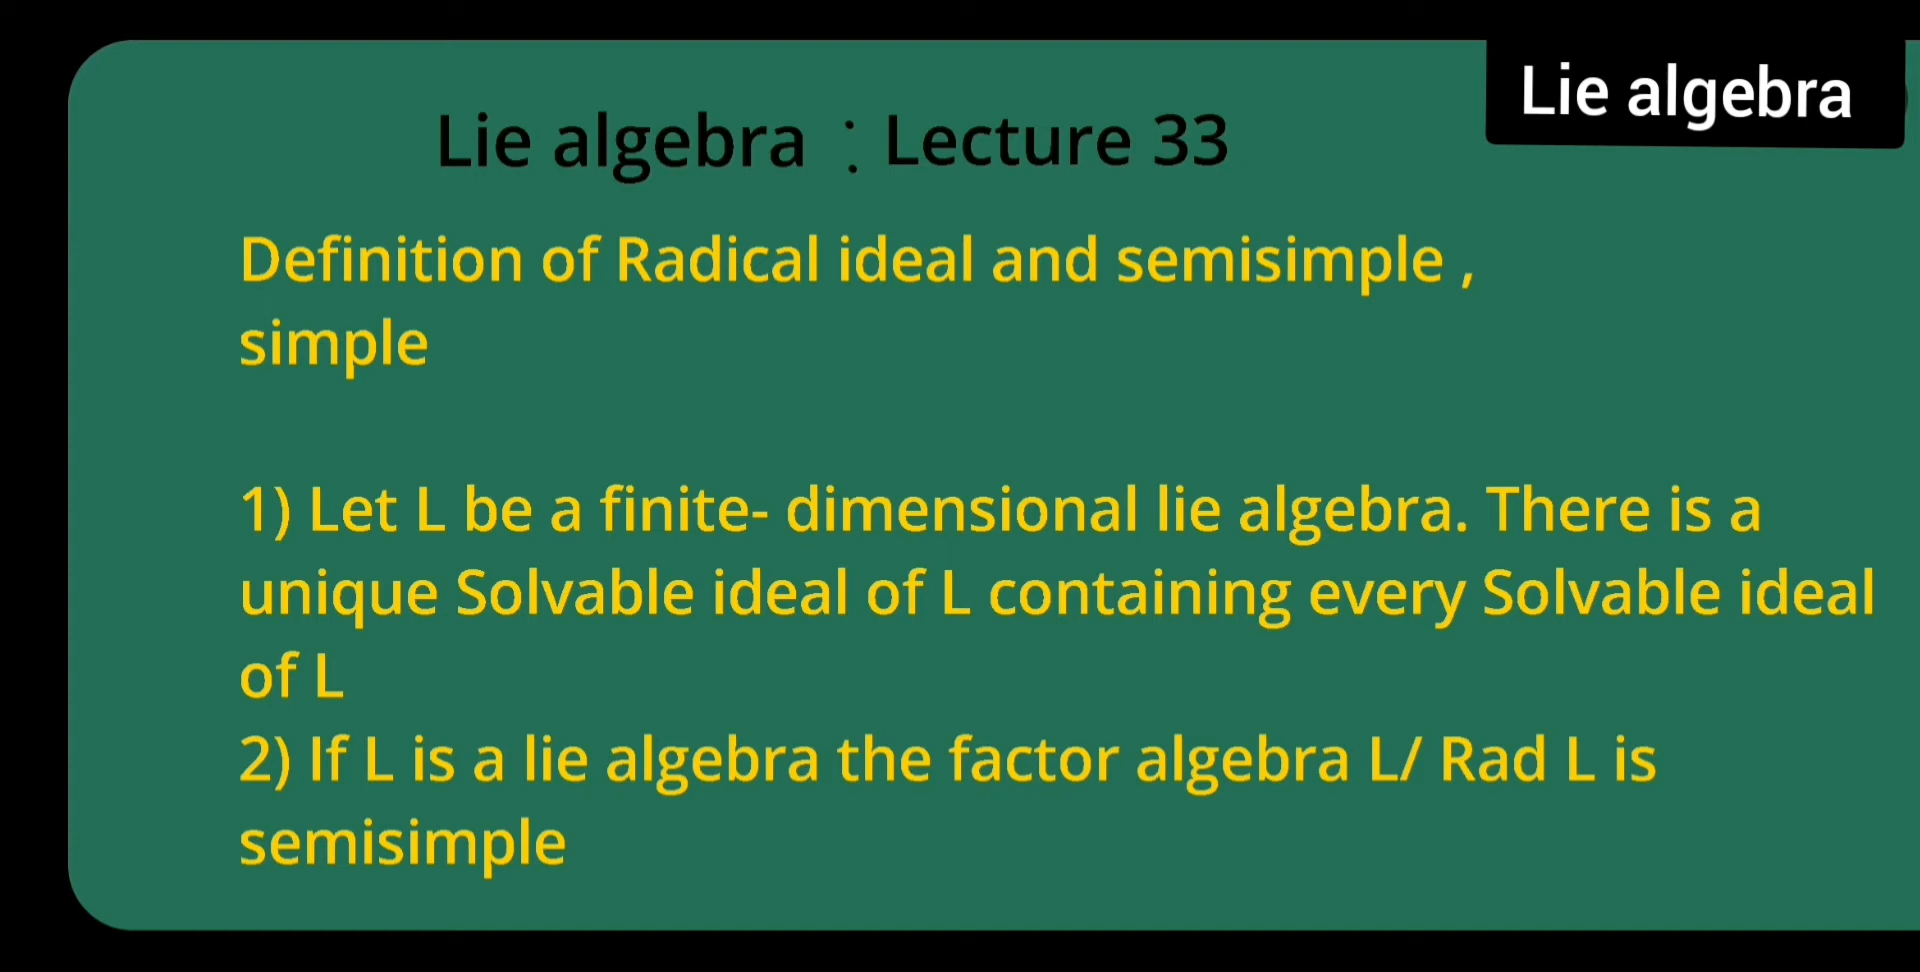 Lie algebra
Lie algebra : Lecture 33
Definition of Radical ideal and semisimple ,
simple
1) Let L be a finite- dimensional lie algebra. There is a
unique Solvable ideal of L containing every Solvable ideal
of L
2) If L is a lie algebra the factor algebra L/ Rad L is
semisimple